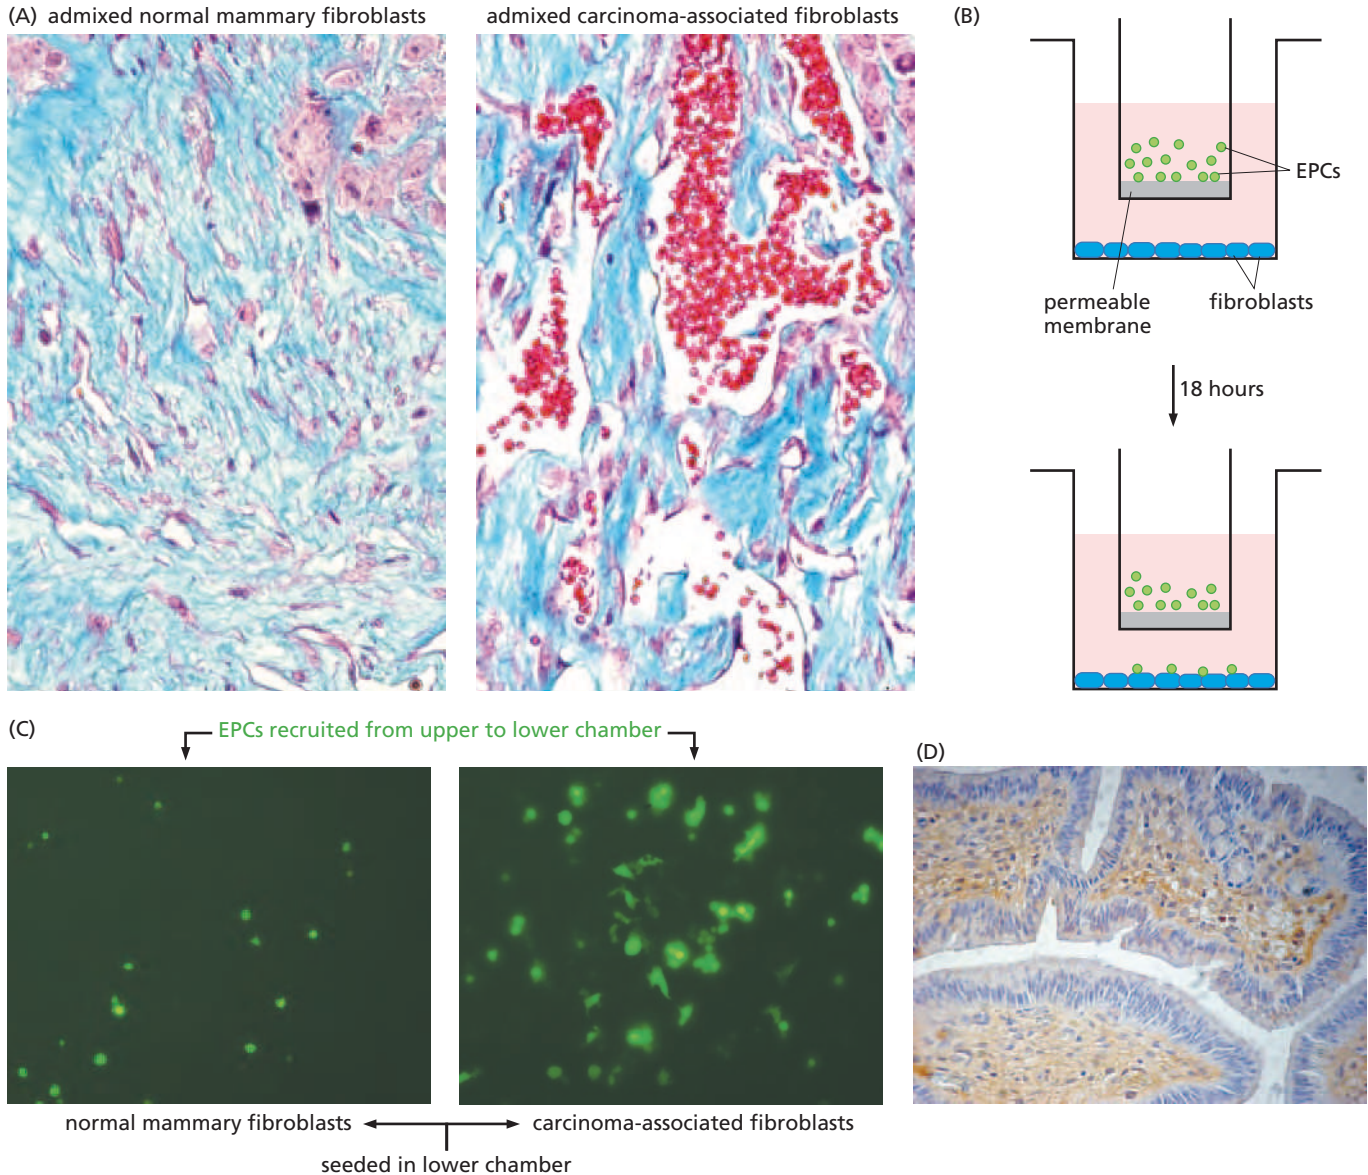 (A)
admixed normal mammary fibroblasts
admixed carcinoma-associated fibroblasts
(B)
EPCs
permeable
membrane
fibroblasts
18 hours
(C)
EPCs recruited from upper to lower chamber
(D)
normal mammary fibroblasts
carcinoma-associated fibroblasts
seeded in lower chamber